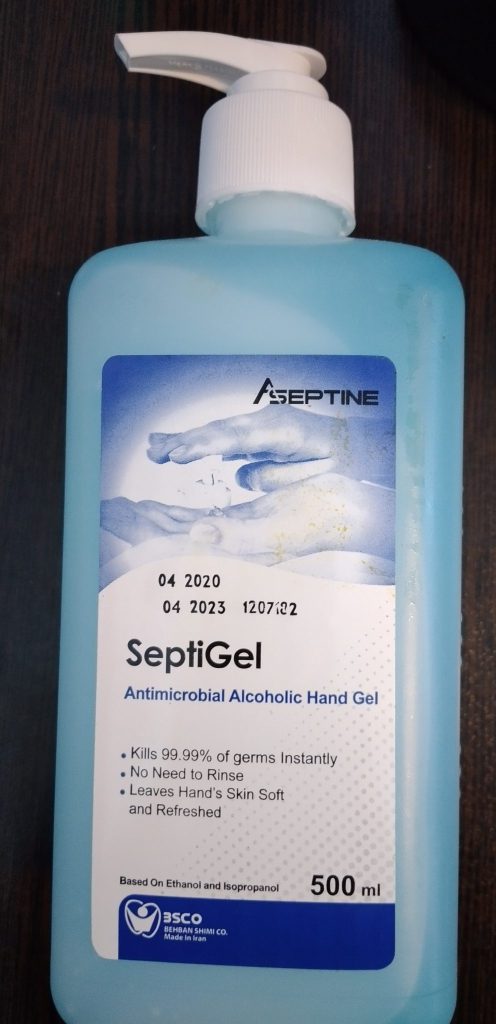 ASEPTINE
04 2020
04 2023 1207182
SeptiGel
Antimicrobial Alcoholic Hand Gel
• Kills 99.99% of germs Instantly
• No Need to Rinse
• Leaves Hand's Skin Soft
and Refreshed
Based On Ethanol and Isopropanol 500 ml
BSCO
BEHBAN SHIMI CO.
Made in Iran